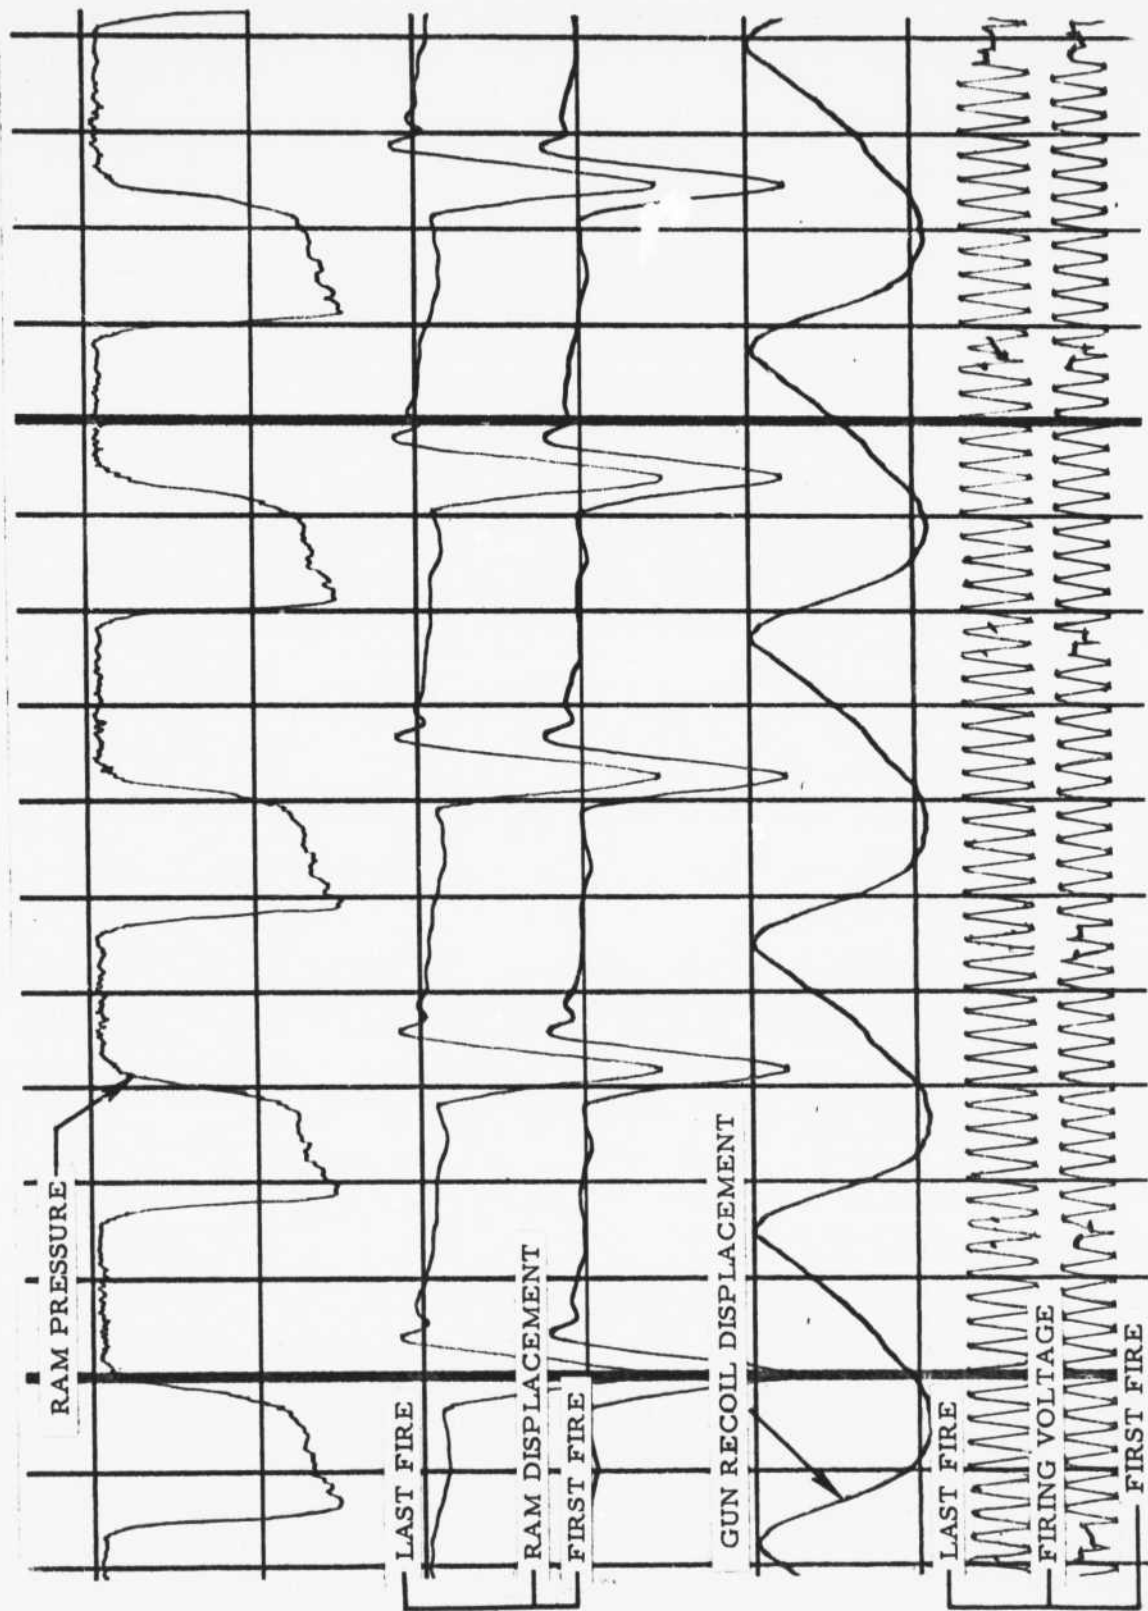 RAM PRESSURE
LAST FIRE
RAM DISPLACEMENT
FIRST FIRE
GUN RECOIL DISPLACEMENT
LAST FIRE
FIRING VOLTAGE
FIRST FIRE